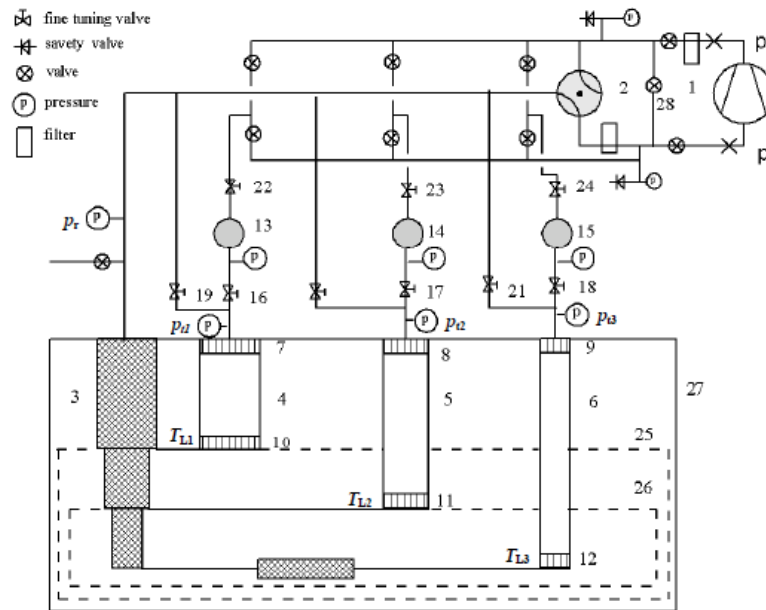 fine tuning valve
savety valve
valve
P pressure
filter
P
p
2
28
1
p
P
22
23
24
13
14
15
pr P
P
P
P
19
16
17
21
18
pt1 P
P pt2
P pt3
7
8
9
3
4
5
6
27
TL1
10
25
26
TL2
11
TL3
12